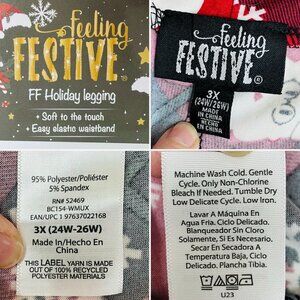 feeling
FESTIVE
FF Holiday legging
• Soft to the touch
• Easy elastic waistband
feeling
FESTIVE®
3X
(24W/26W)
MADE
IN CHINA
HECHO
EN CHINO
95% Polyester/Poliéster
5% Spandex
RN# 52469
BC154-WMUX
EAN/UPC 1 97637022168
3X (24W-26W)
Made In/Hecho En
China
THIS LABEL YARN IS MADE
OUT OF 100% RECYCLED
POLYESTER MATERIALS
Machine Wash Cold. Gentle
Cycle. Only Non-Chlorine
Bleach If Needed. Tumble Dry
Low Delicate Cycle. Low Iron.
Lavar A Máquina En
Agua Fría. Ciclo Delicado.
Blanqueador Sin Cloro
Solamente, Si Es Necesario.
Secar En Secadora A
Temperatura Baja, Ciclo
Delicado. Plancha Tibia.
U23